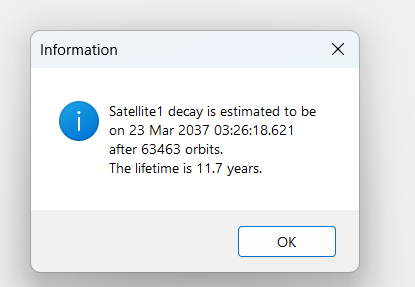 Information
Satellite1 decay is estimated to be
on 23 Mar 2037 03:26:18.621
after 63463 orbits.
The lifetime is 11.7 years.
OK